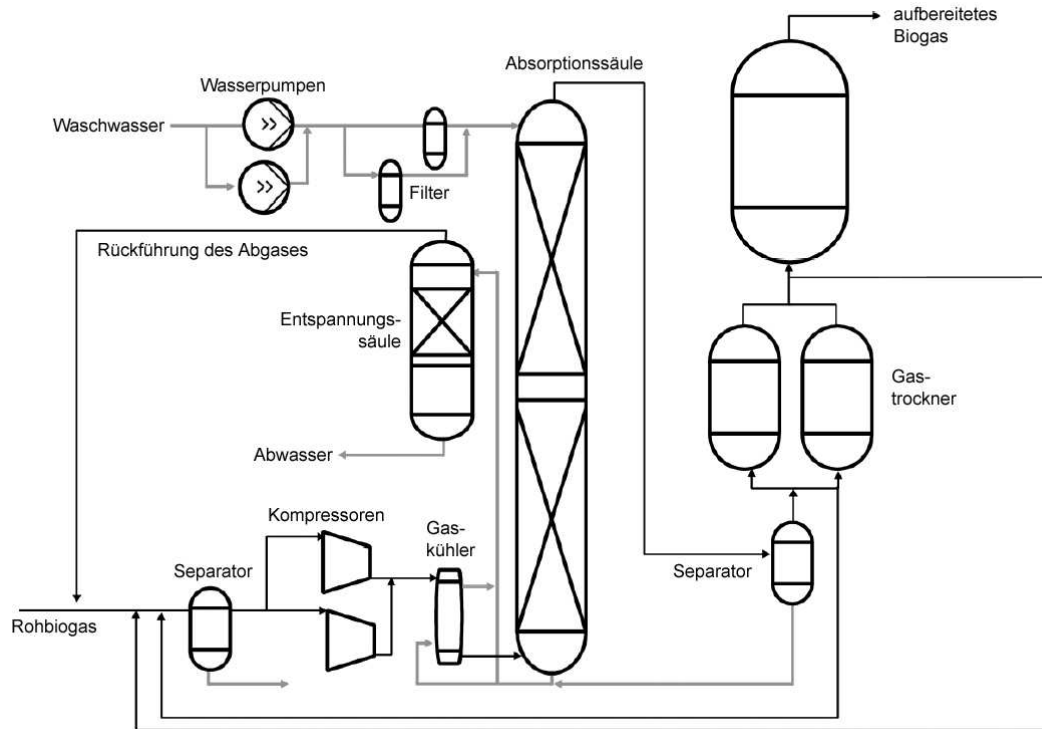 aufbereitetes
Biogas
Absorptionssäule
Wasserpumpen
Waschwasser
Filter
Rückführung des Abgases
Entspannungs-
säule
Gas-
trockner
Abwasser
Kompressoren
Gas-
kühler
Separator
Separator
Rohbiogas